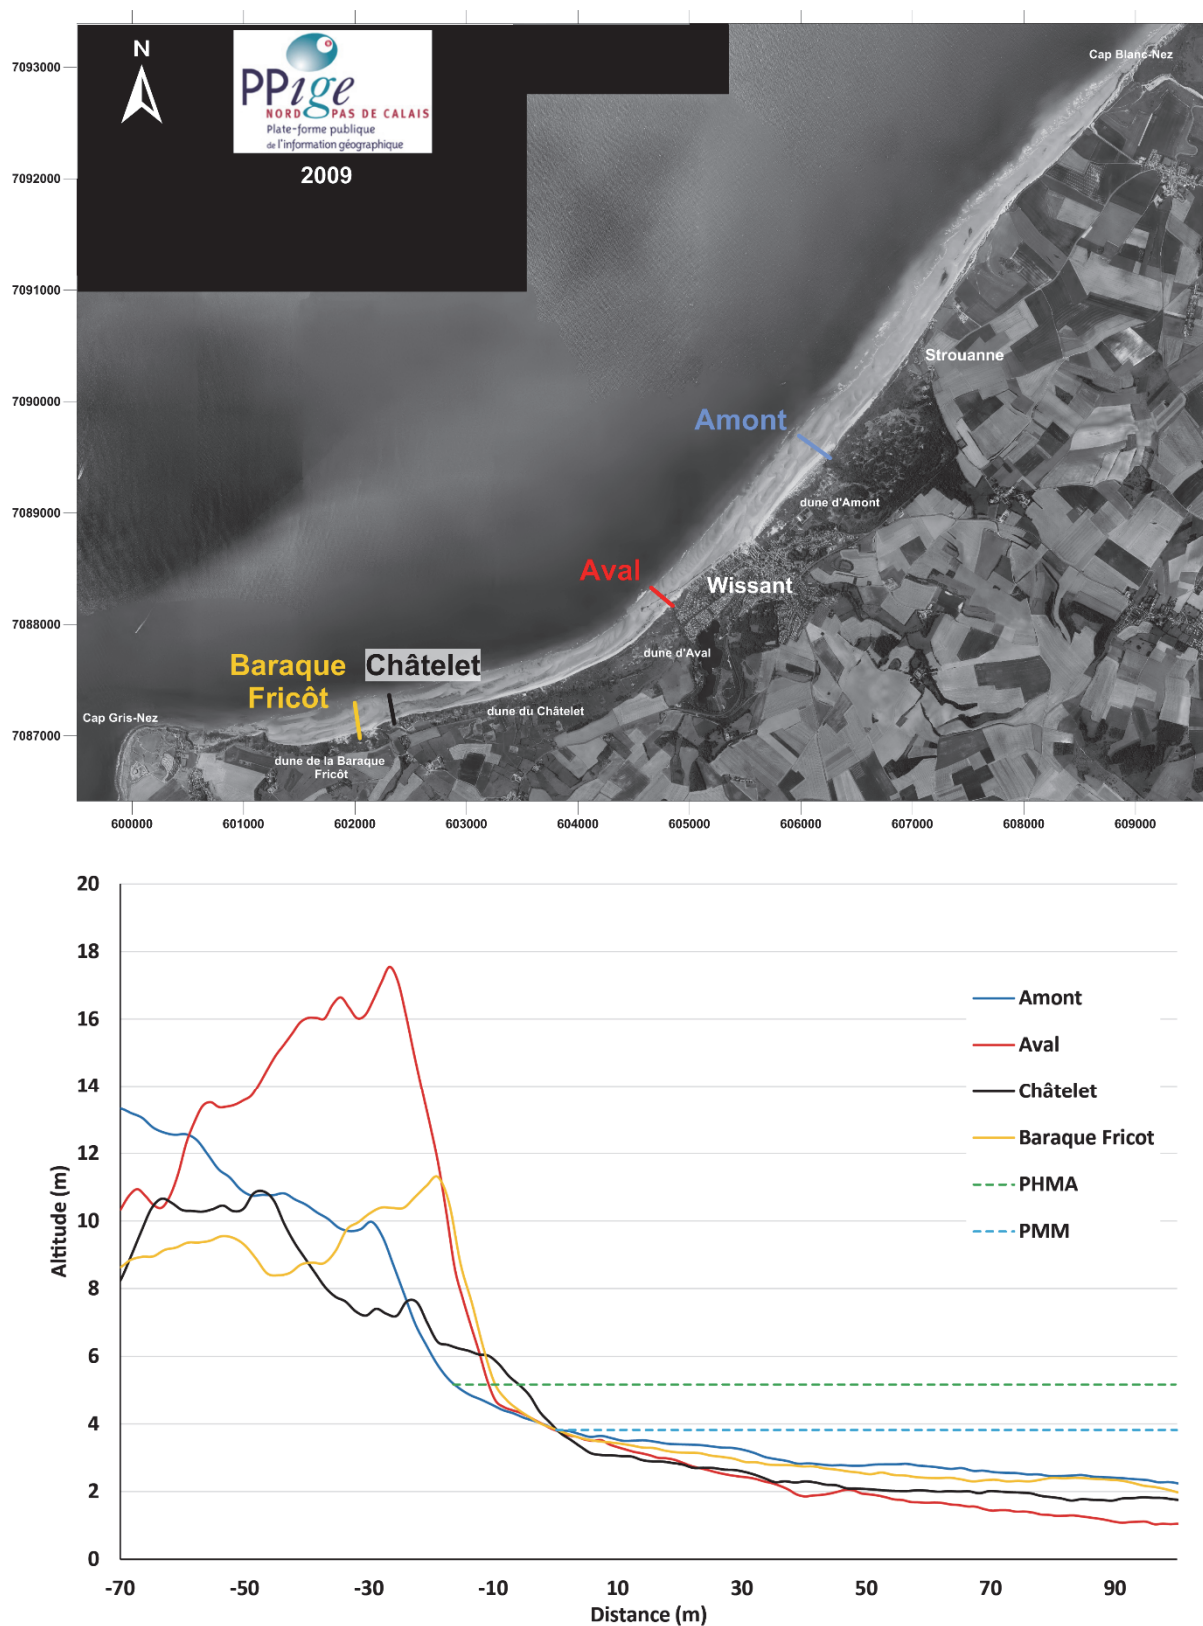 N
PPige
NORD PAS DE CALAIS
Plate-forme publique
de l'information géographique
2009
7093000
7092000
7091000
7090000
7089000
7088000
7087000
Cap Blanc-Nez
Strouanne
Amont
dune d'Amont
Aval
Wissant
dune d'Aval
Baraque
Fricôt
Châtelet
dune du Châtelet
Cap Gris-Nez
dune de la Baraque
Fricôt
600000 601000 602000 603000 604000 605000 606000 607000 608000 609000
20
18
16
14
12
10
8
6
4
2
0
Altitude (m)
Amont
Aval
Châtelet
Baraque Fricot
PHMA
PMM
-70 -50 -30 -10 10 30 50 70 90
Distance (m)